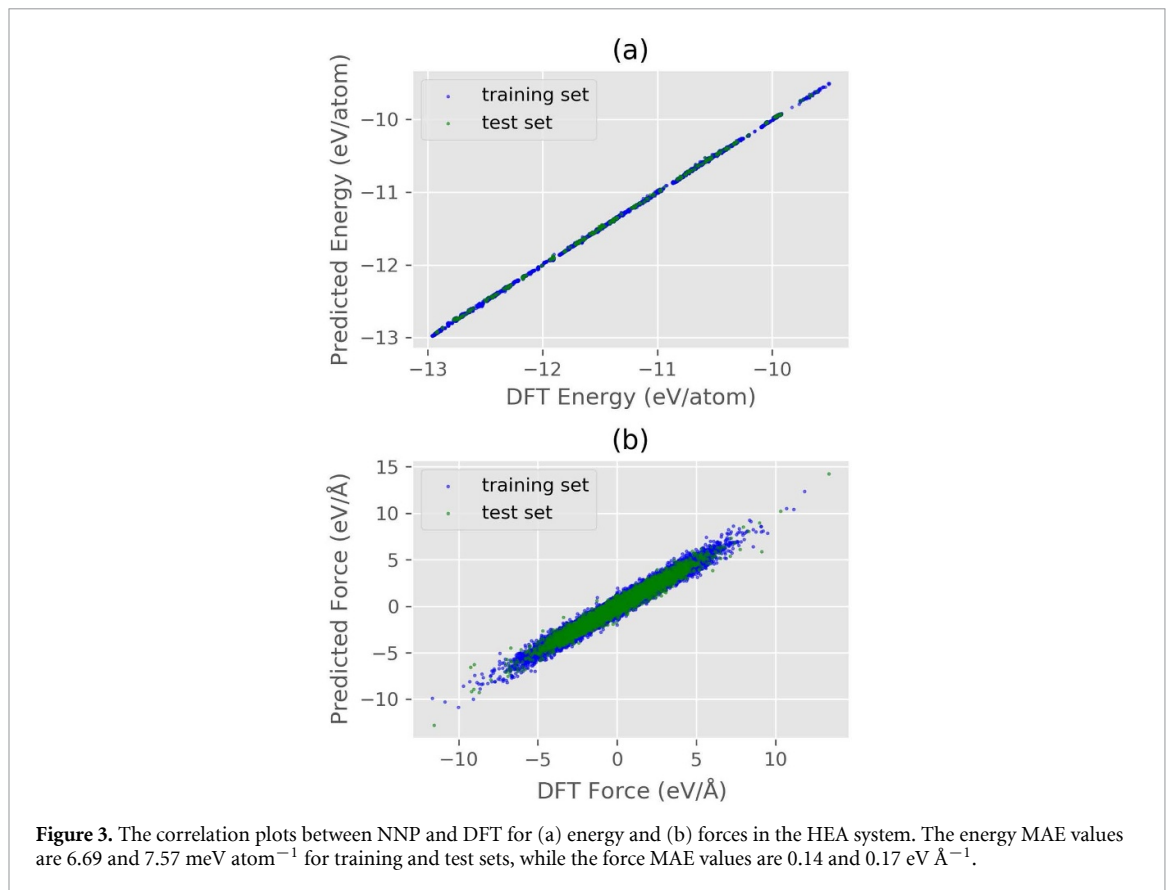 (a)
training set
test set
Predicted Energy (eV/atom)
−10
−11
−12
−13
−13 −12 −11 −10
DFT Energy (eV/atom)
(b)
training set
test set
Predicted Force (eV/Å)
15
10
5
0
−5
−10
−10 −5 0 5 10
DFT Force (eV/Å)
Figure 3. The correlation plots between NNP and DFT for (a) energy and (b) forces in the HEA system. The energy MAE values
are 6.69 and 7.57 meV atom⁻¹ for training and test sets, while the force MAE values are 0.14 and 0.17 eV Å⁻¹.